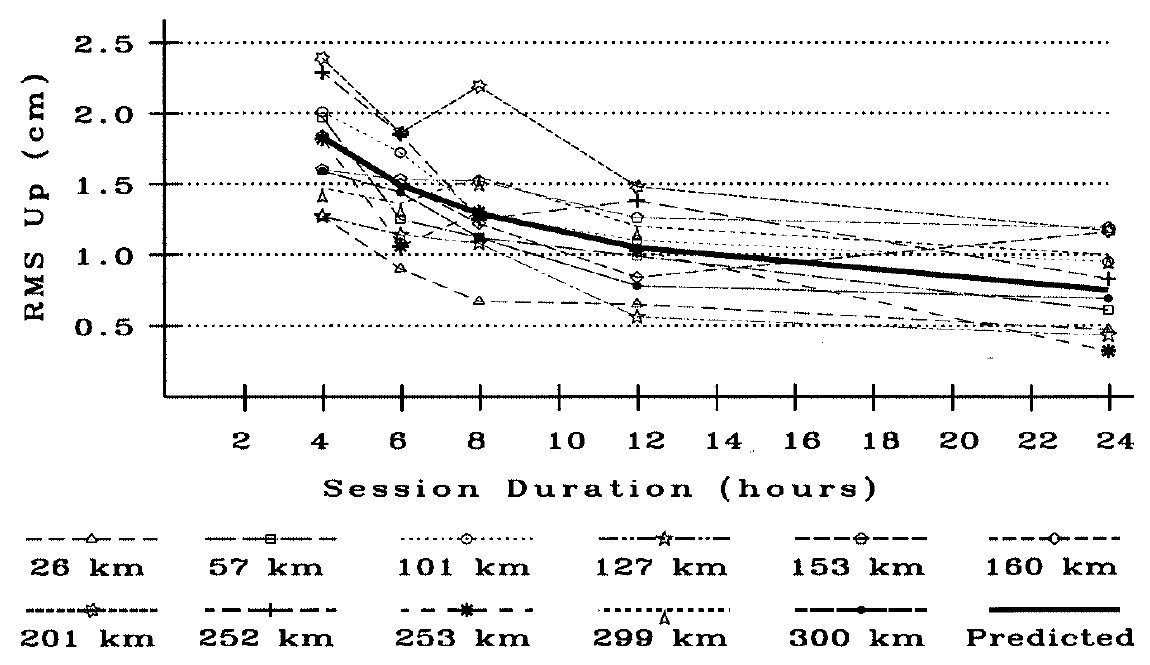 2.5
2.0
1.5
1.0
0.5
RMS Up (cm)
2 4 6 8 10 12 14 16 18 20 22 24
Session Duration (hours)
26 km 57 km 101 km 127 km 153 km 160 km
201 km 252 km 253 km 299 km 300 km Predicted